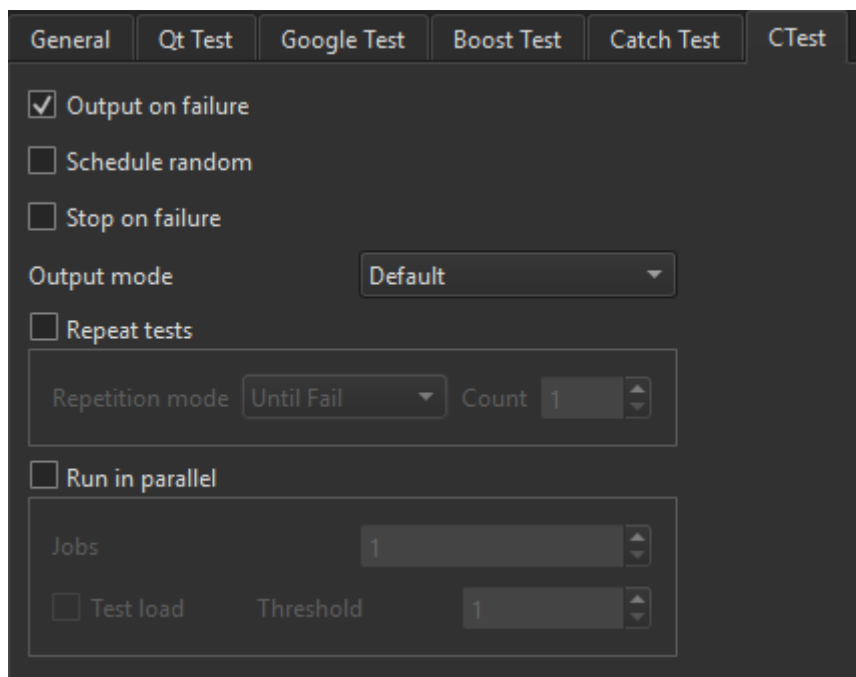 General Qt Test Google Test Boost Test Catch Test CTest
Output on failure
Schedule random
Stop on failure
Output mode Default
Repeat tests
Repetition mode Until Fail Count 1
Run in parallel
Jobs 1
Test load Threshold 1